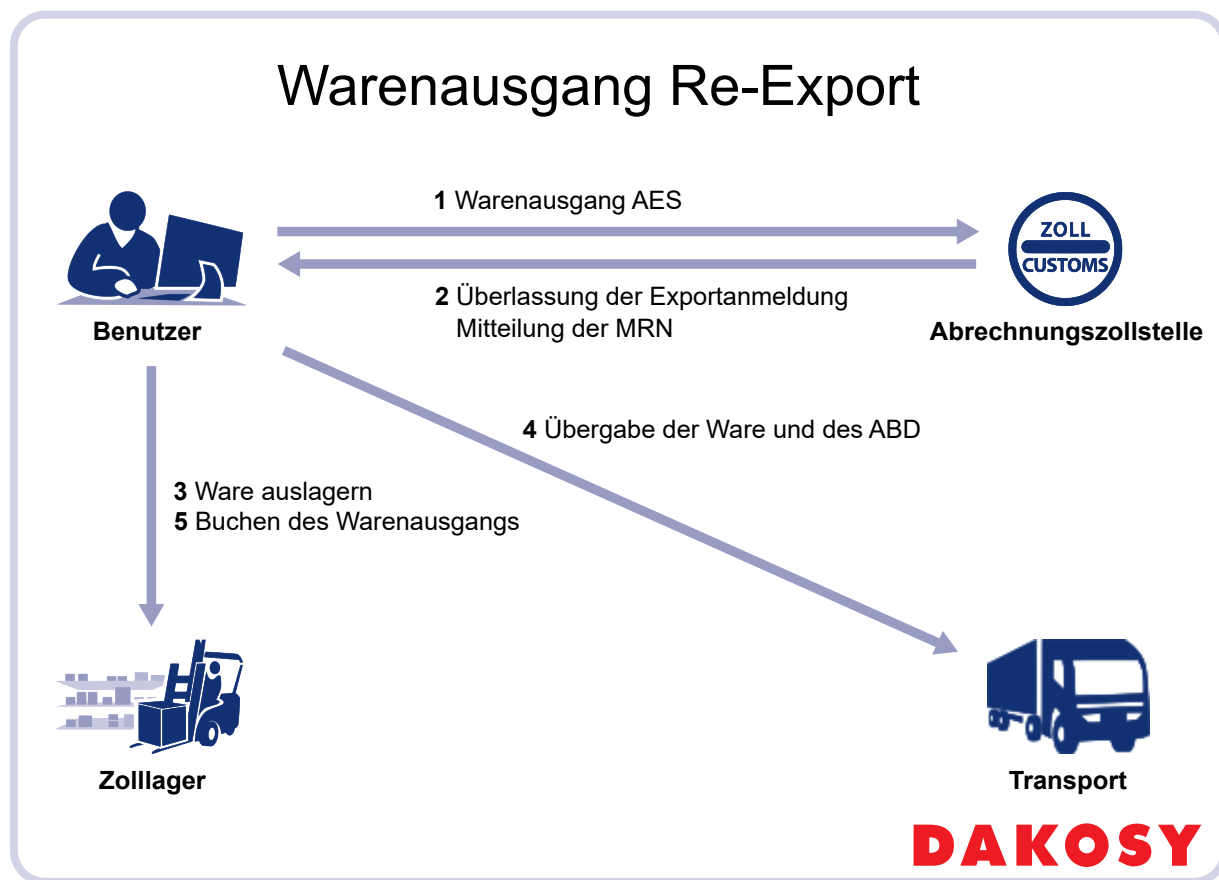 Warenausgang Re-Export
1 Warenausgang AES
ZOLL
CUSTOMS
2 Überlassung der Exportanmeldung
Mitteilung der MRN
Benutzer
Abrechnungszollstelle
4 Übergabe der Ware und des ABD
3 Ware auslagern
5 Buchen des Warenausgangs
Zolllager
Transport
DAKOSY